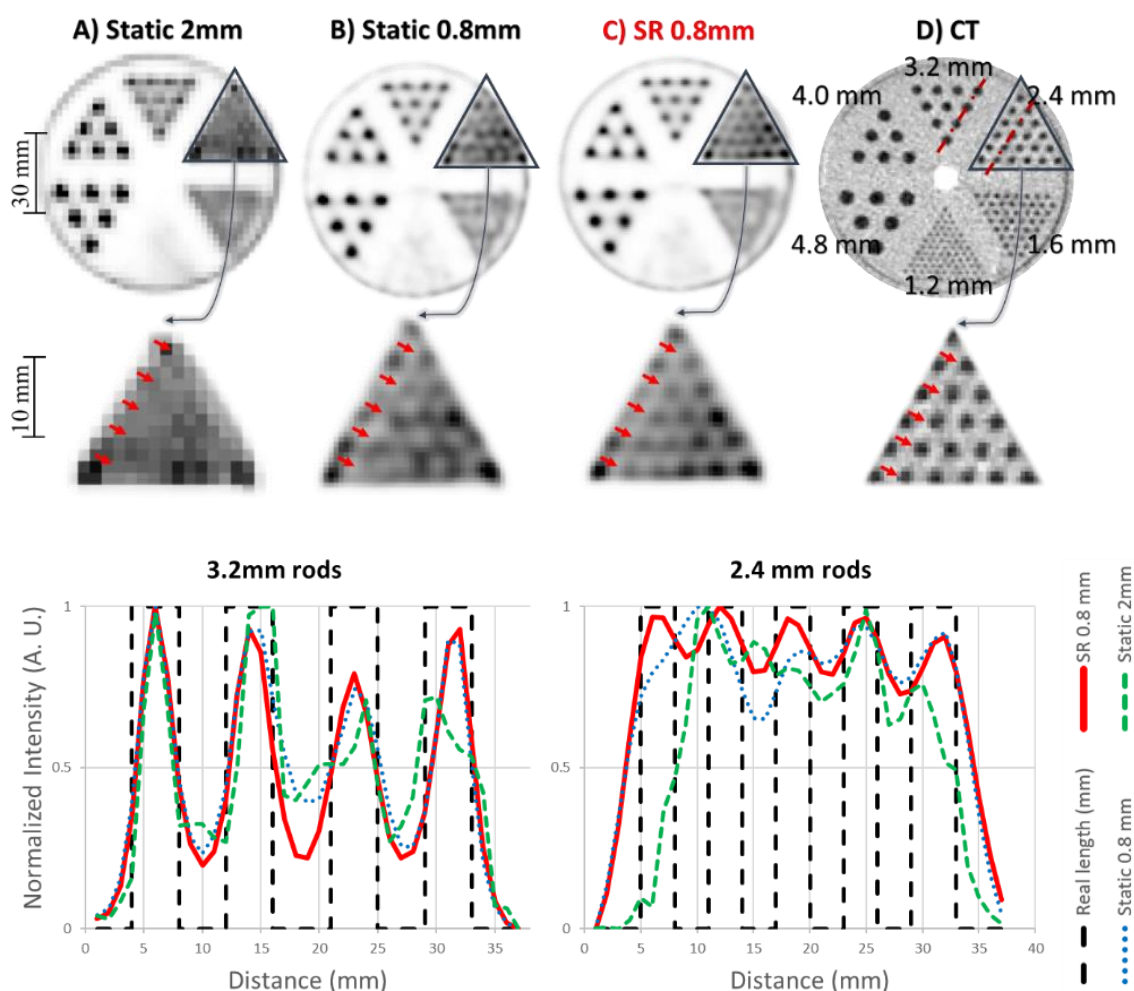 A) Static 2mm
B) Static 0.8mm
C) SR 0.8mm
D) CT
3.2 mm
4.0 mm
2.4 mm
30 mm
4.8 mm
1.6 mm
1.2 mm
10 mm
3.2mm rods
2.4 mm rods
Normalized Intensity (A. U.)
1
0.5
0
0 5 10 15 20 25 30 35
Distance (mm)
1
0.5
0
0 5 10 15 20 25 30 35 40
Distance (mm)
SR 0.8 mm
Static 2mm
Real length (mm)
Static 0.8 mm